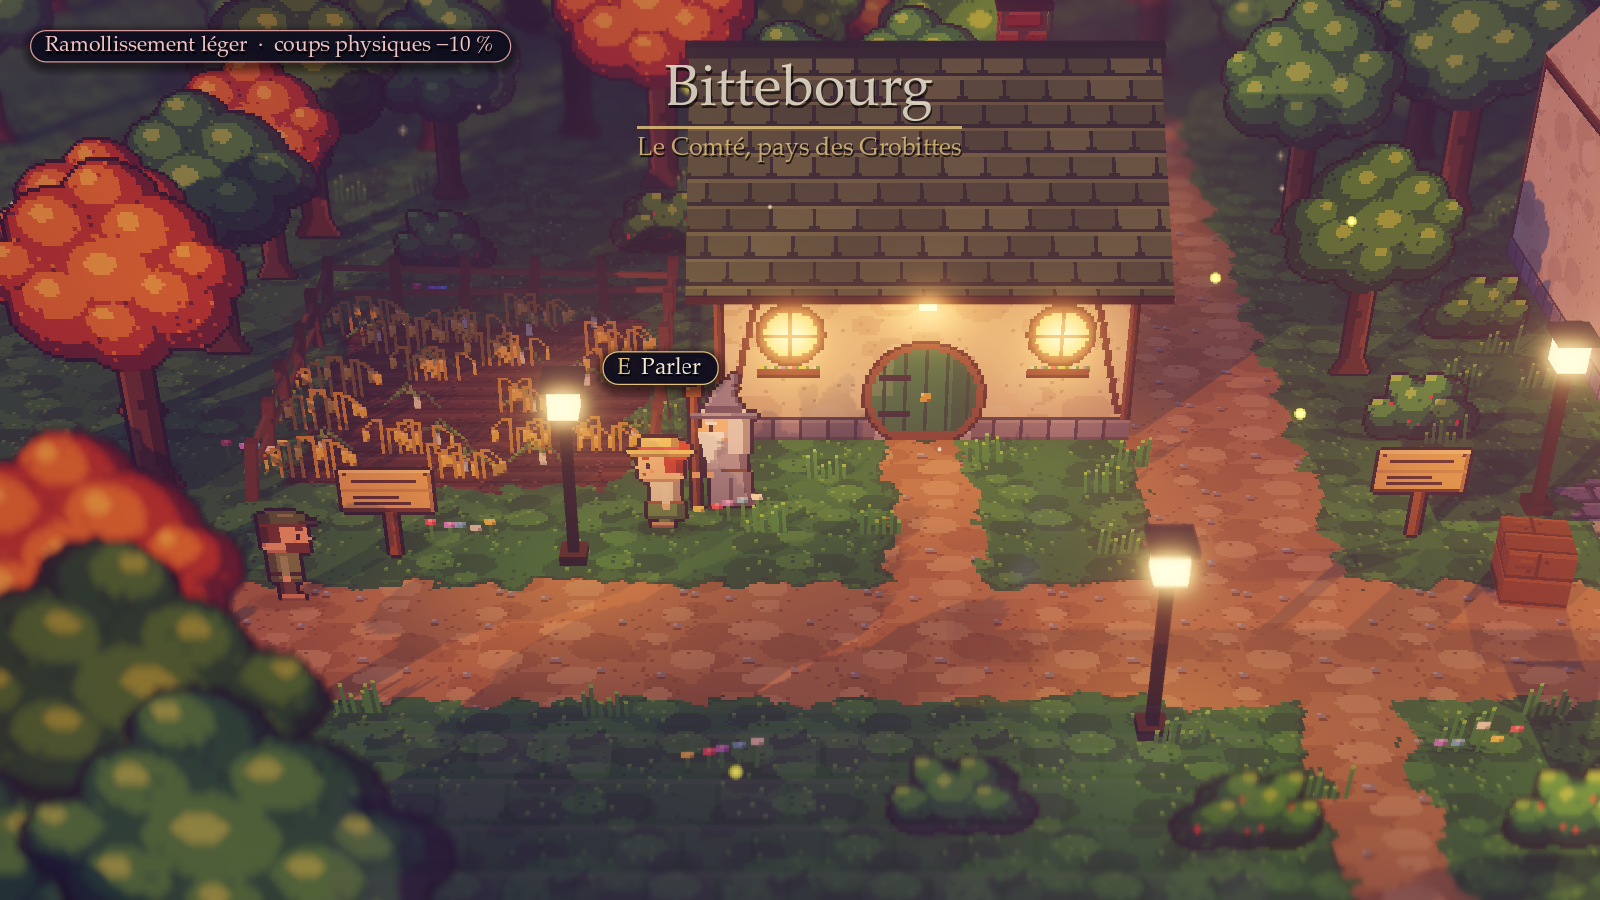 Ramollissement léger · coups physiques −10 %
Bittebourg
Le Comté, pays des Grobittes
E Parler